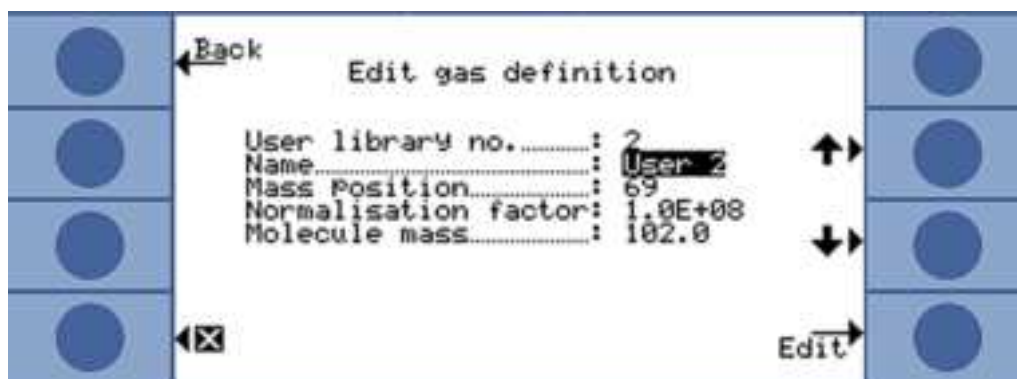 Back
Edit gas definition
User library no.........: 2
Name....................: User 2
Mass Position...........: 69
Normalisation factor: 1.0E+08
Molecule mass...........: 102.0
Edit